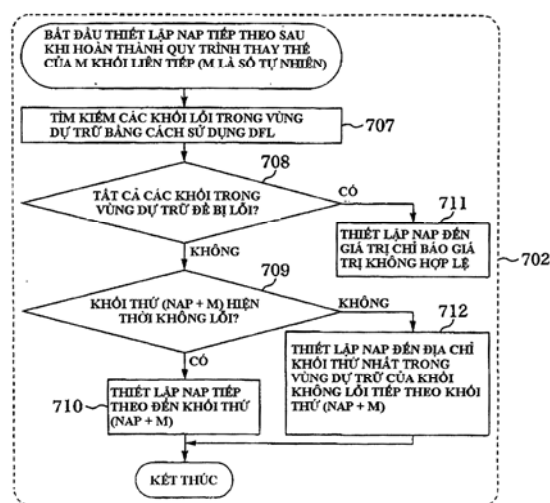 BẮT ĐẦU THIẾT LẬP NAP TIẾP THEO SAU
KHI HOÀN THÀNH QUY TRÌNH THAY THẾ
CỦA M KHỐI LIÊN TIẾP (M LÀ SỐ TỰ NHIÊN)
TÌM KIẾM CÁC KHỐI LỖI TRONG VÙNG
DỰ TRỮ BẰNG CÁCH SỬ DỤNG DFL
707
708
TẤT CẢ CÁC KHỐI TRONG
VÙNG DỰ TRỮ ĐỀ BỊ LỖI?
CÓ
711
THIẾT LẬP NAP ĐẾN
GIÁ TRỊ CHỈ BÁO GIÁ
TRỊ KHÔNG HỢP LỆ
702
KHÔNG
709
KHỐI THỨ (NAP + M) HIỆN
THỜI KHÔNG LỖI?
KHÔNG
712
THIẾT LẬP NAP ĐẾN ĐỊA CHỈ
KHỐI THỨ NHẤT TRONG
VÙNG DỰ TRỮ CỦA KHỐI
KHÔNG LỖI TIẾP THEO KHỐI
THỨ (NAP + M)
CÓ
710
THIẾT LẬP NAP TIẾP
THEO ĐẾN KHỐI THỨ
(NAP + M)
KẾT THÚC